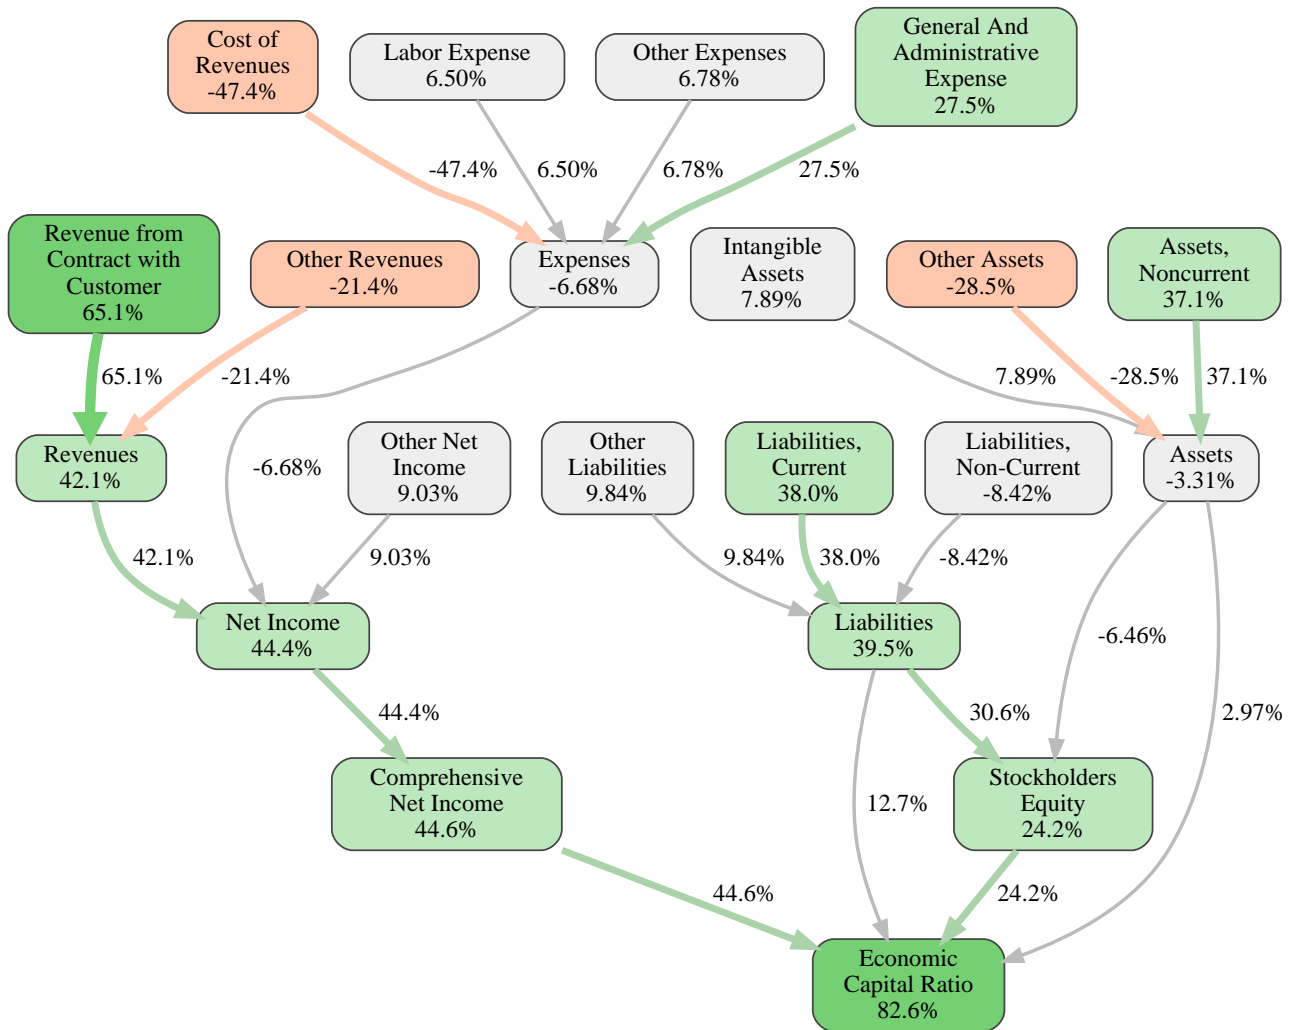 Cost of
Revenues
-47.4%
Labor Expense
6.50%
Other Expenses
6.78%
General And
Administrative
Expense
27.5%
-47.4%
6.50%
6.78%
27.5%
Revenue from
Contract with
Customer
65.1%
Other Revenues
-21.4%
Expenses
-6.68%
Intangible
Assets
7.89%
Other Assets
-28.5%
Assets,
Noncurrent
37.1%
65.1%
-21.4%
7.89%
-28.5%
37.1%
Revenues
42.1%
-6.68%
Other Net
Income
9.03%
Other
Liabilities
9.84%
Liabilities,
Current
38.0%
Liabilities,
Non-Current
-8.42%
Assets
-3.31%
42.1%
9.03%
9.84%
38.0%
-8.42%
Net Income
44.4%
Liabilities
39.5%
-6.46%
44.4%
30.6%
2.97%
Comprehensive
Net Income
44.6%
12.7%
Stockholders
Equity
24.2%
44.6%
24.2%
Economic
Capital Ratio
82.6%